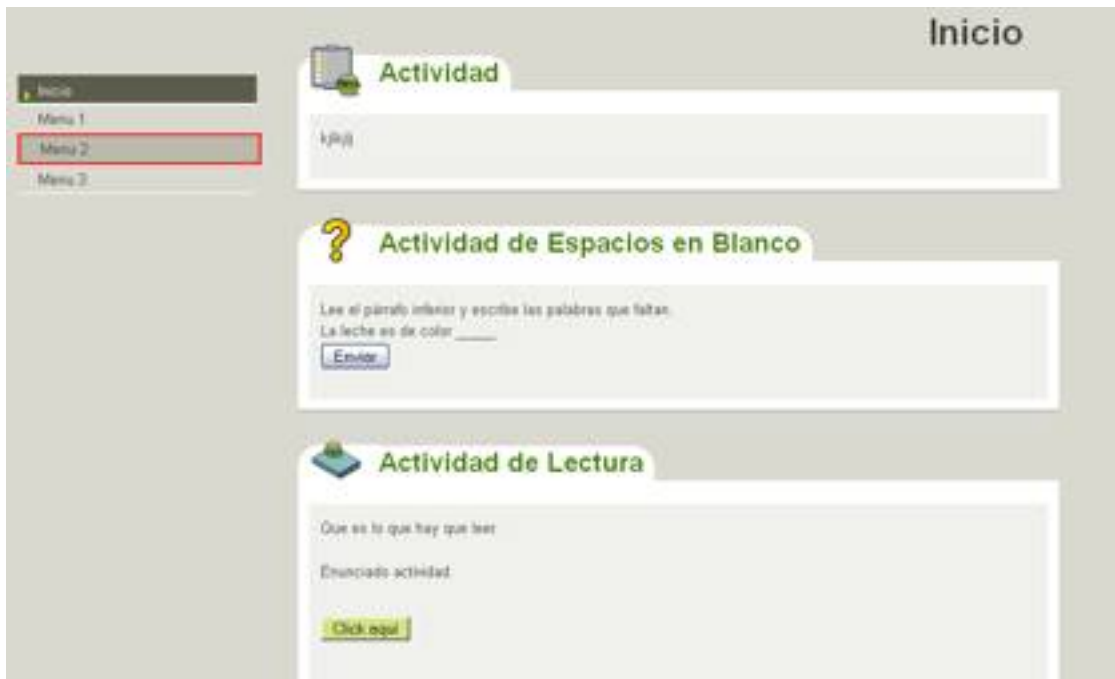 Inicio
Inicio
Menu 1
Menu 2
Menu 3
Actividad
Actividad de Espacios en Blanco
Lee el párrafo inferior y escribe las palabras que faltan.
La leche es de color _____
Enviar
Actividad de Lectura
Que es lo que hay que leer
Enunciado actividad
Click aquí